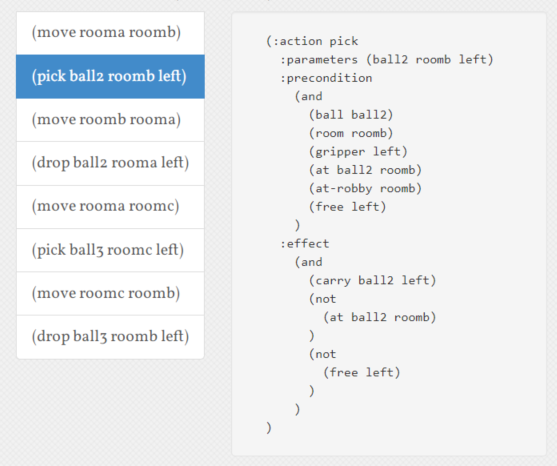 (move rooma roomb)
(pick ball2 roomb left)
(move roomb rooma)
(drop ball2 rooma left)
(move rooma roomc)
(pick ball3 roomc left)
(move roomc roomb)
(drop ball3 roomb left)
(:action pick
  :parameters (ball2 roomb left)
  :precondition
    (and
      (ball ball2)
      (room roomb)
      (gripper left)
      (at ball2 roomb)
      (at-robby roomb)
      (free left)
    )
  :effect
    (and
      (carry ball2 left)
      (not
        (at ball2 roomb)
      )
      (not
        (free left)
      )
    )
)